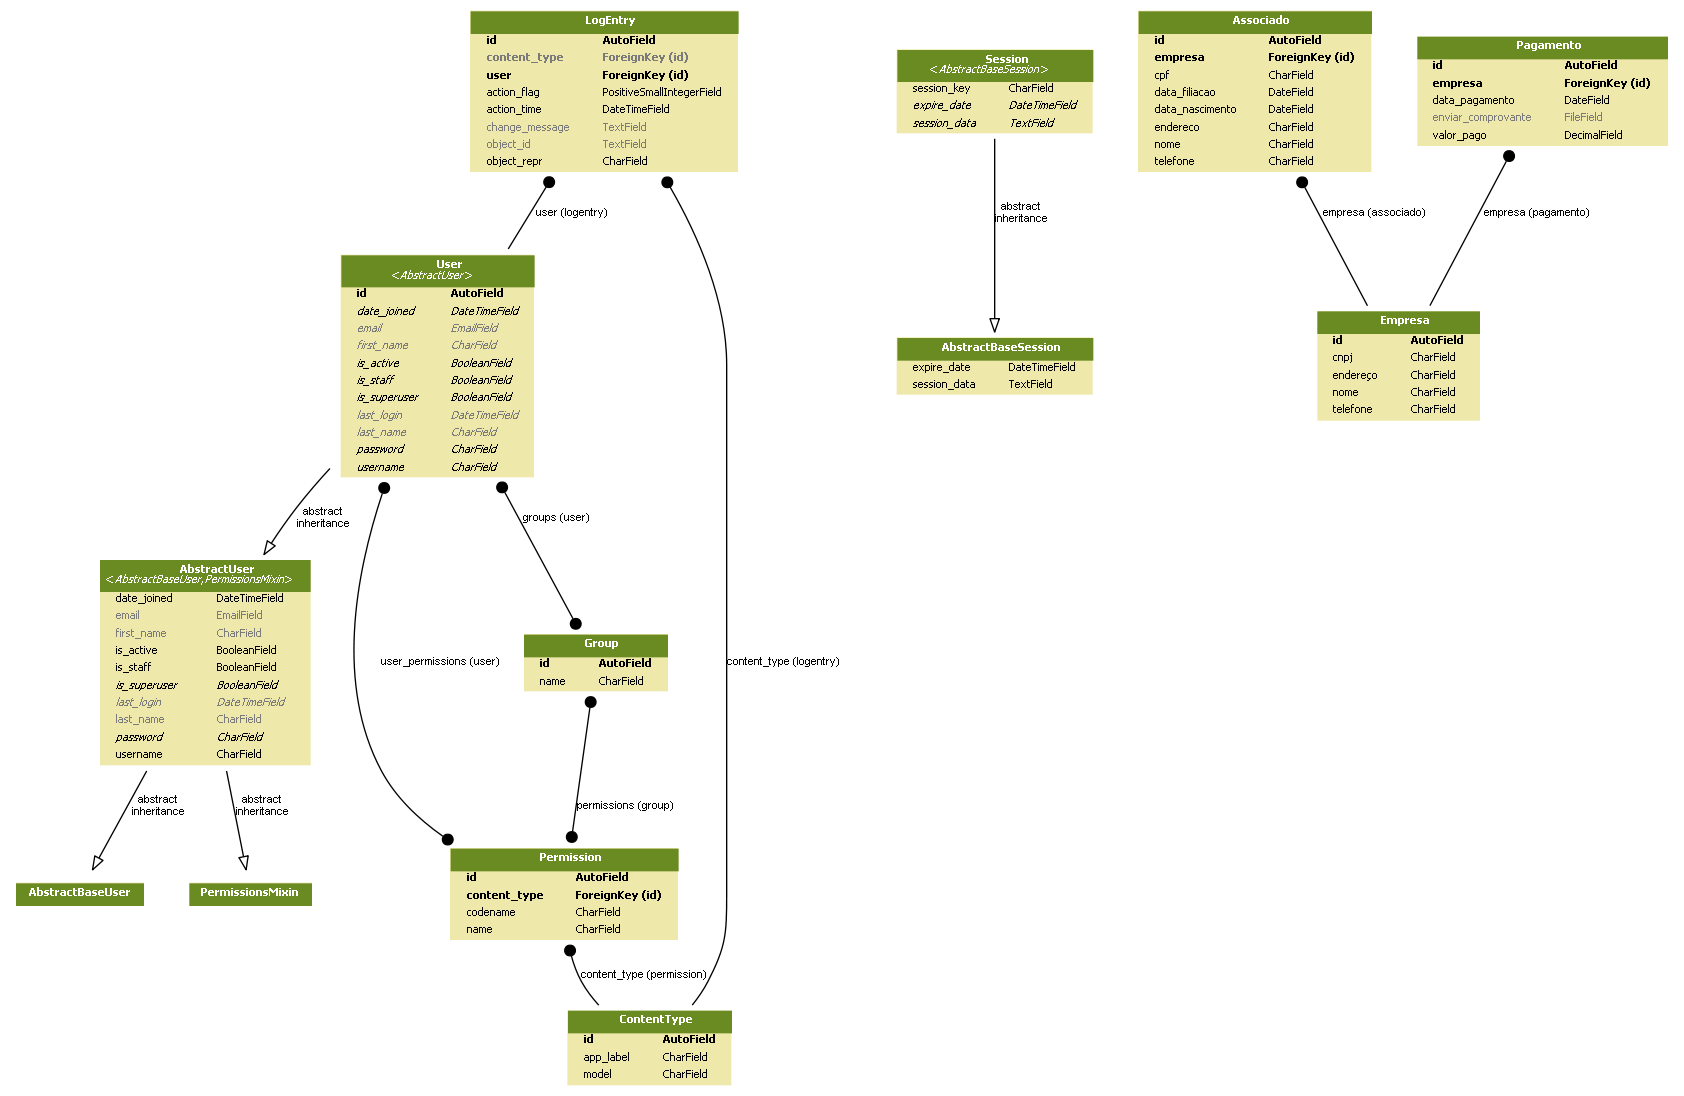 LogEntry
id AutoField
content_type ForeignKey (id)
user ForeignKey (id)
action_flag PositiveSmallIntegerField
action_time DateTimeField
change_message TextField
object_id TextField
object_repr CharField
Session
<AbstractBaseSession>
session_key CharField
expire_date DateTimeField
session_data TextField
Associado
id AutoField
empresa ForeignKey (id)
cpf CharField
data_filiacao DateField
data_nascimento DateField
endereco CharField
nome CharField
telefone CharField
Pagamento
id AutoField
empresa ForeignKey (id)
data_pagamento DateField
enviar_comprovante FileField
valor_pago DecimalField
user (logentry)
abstract
inheritance
empresa (associado)
empresa (pagamento)
User
<AbstractUser>
id AutoField
date_joined DateTimeField
email EmailField
first_name CharField
is_active BooleanField
is_staff BooleanField
is_superuser BooleanField
last_login DateTimeField
last_name CharField
password CharField
username CharField
AbstractBaseSession
expire_date DateTimeField
session_data TextField
Empresa
id AutoField
cnpj CharField
endereço CharField
nome CharField
telefone CharField
abstract
inheritance
groups (user)
AbstractUser
<AbstractBaseUser,PermissionsMixin>
date_joined DateTimeField
email EmailField
first_name CharField
is_active BooleanField
is_staff BooleanField
is_superuser BooleanField
last_login DateTimeField
last_name CharField
password CharField
username CharField
user_permissions (user)
Group
id AutoField
name CharField
content_type (logentry)
abstract
inheritance
abstract
inheritance
permissions (group)
AbstractBaseUser
PermissionsMixin
Permission
id AutoField
content_type ForeignKey (id)
codename CharField
name CharField
content_type (permission)
ContentType
id AutoField
app_label CharField
model CharField